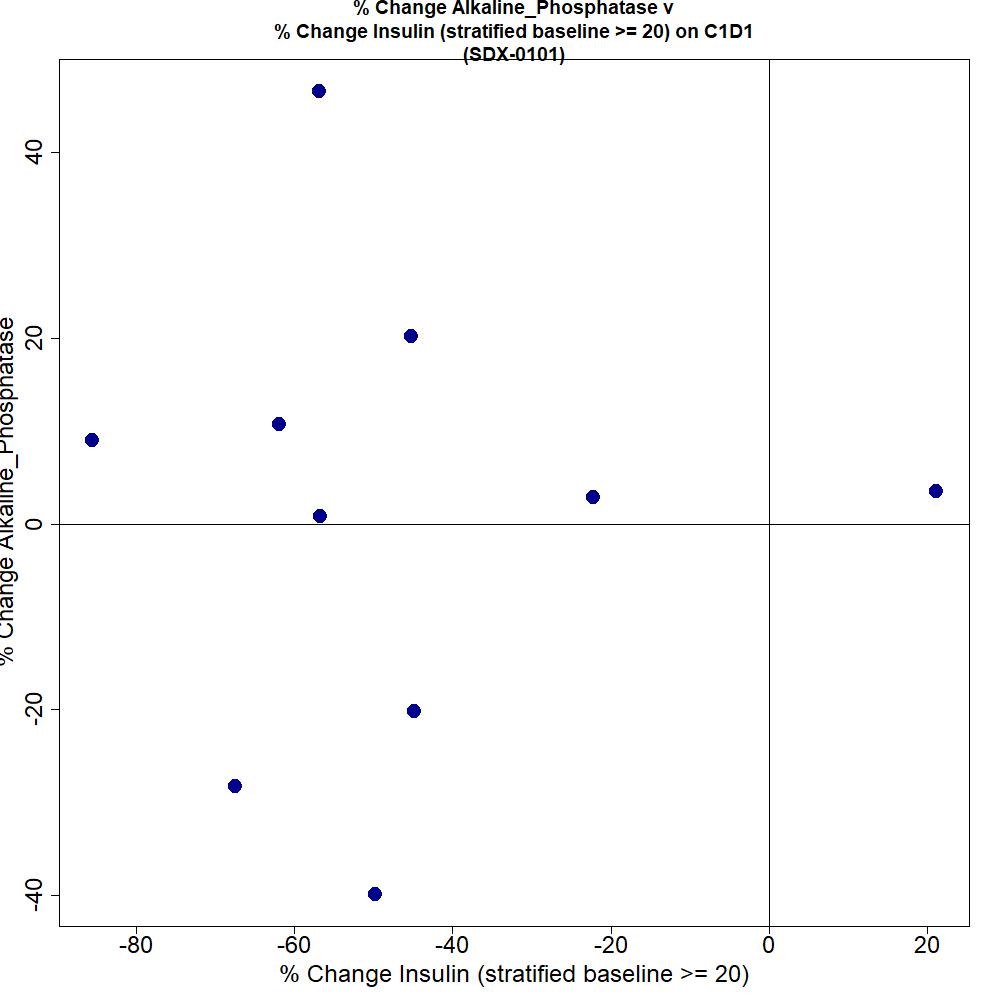 % Change Alkaline_Phosphatase v
% Change Insulin (stratified baseline >= 20) on C1D1
(SDX-0101)
% Change Alkaline_Phosphatase
40
20
0
-20
-40
-80
-60
-40
-20
0
20
% Change Insulin (stratified baseline >= 20)